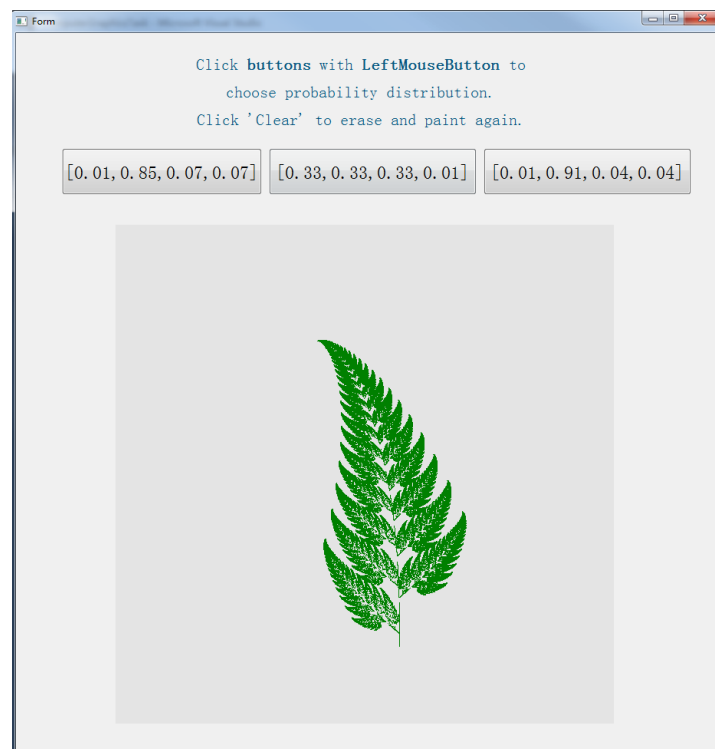 Form
Click buttons with LeftMouseButton to
choose probability distribution.
Click 'Clear' to erase and paint again.
[0.01,0.85,0.07,0.07] [0.33,0.33,0.33,0.01] [0.01,0.91,0.04,0.04]